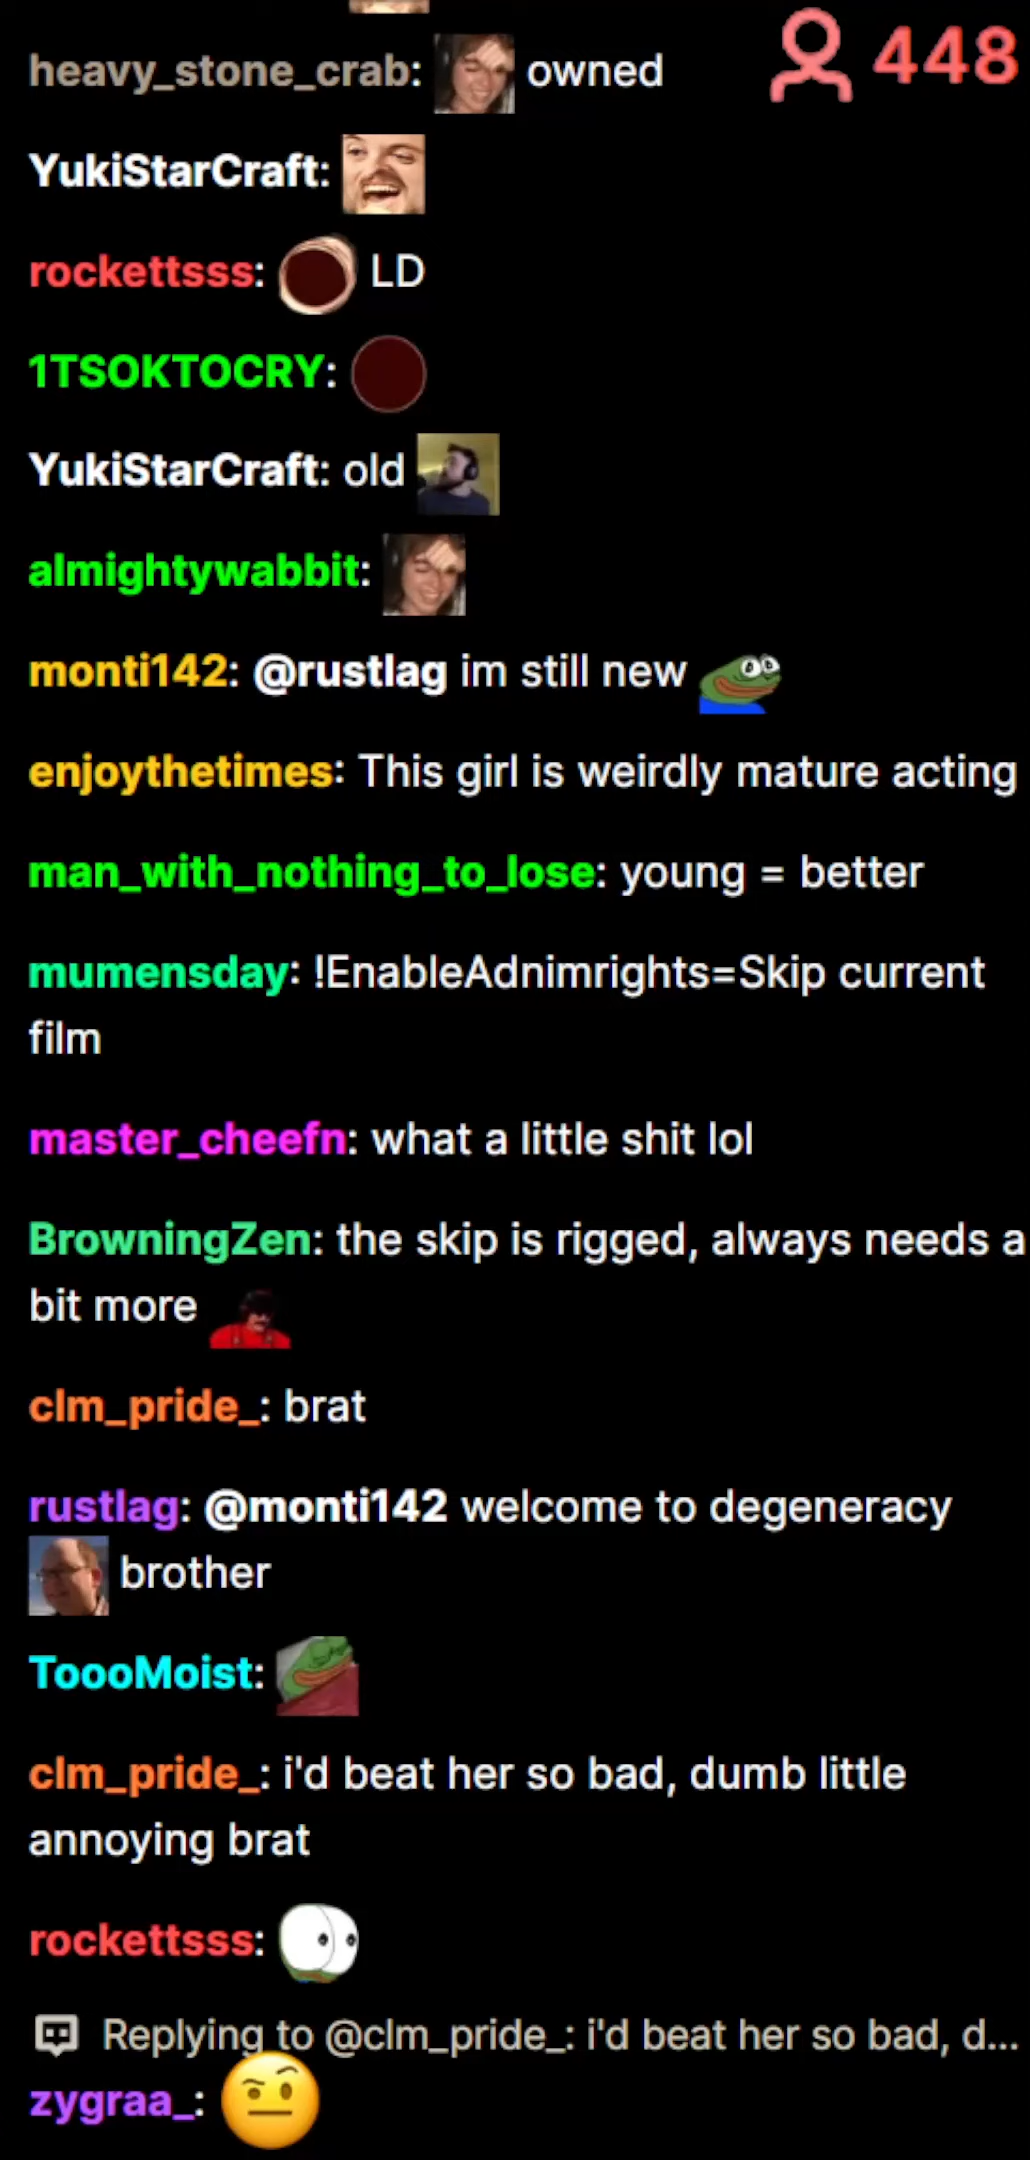 heavy_stone_crab: owned
448
YukiStarCraft:
rockettsss: LD
1TSOKTOCRY:
YukiStarCraft: old
almightywabbit:
monti142: @rustlag im still new
enjoythetimes: This girl is weirdly mature acting
man_with_nothing_to_lose: young = better
mumensday: !EnableAdnimrights=Skip current
film
master_cheefn: what a little shit lol
BrowningZen: the skip is rigged, always needs a
bit more
clm_pride_: brat
rustlag: @monti142 welcome to degeneracy
brother
ToooMoist:
clm_pride_: i'd beat her so bad, dumb little
annoying brat
rockettsss:
Replying to @clm_pride_: i'd beat her so bad, d...
zygraa_: